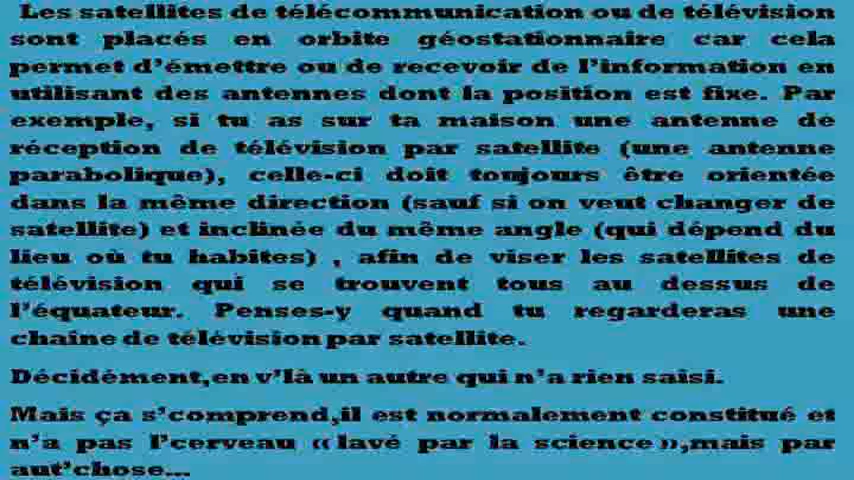 Les satellites de télécommunication ou de télévision
sont placés en orbite géostationnaire car cela
permet d'émettre ou de recevoir de l'information en
utilisant des antennes dont la position est fixe. Par
exemple, si tu as sur ta maison une antenne de
réception de télévision par satellite (une antenne
parabolique), celle-ci doit toujours être orientée
dans la même direction (sauf si on veut changer de
satellite) et inclinée du même angle (qui dépend du
lieu où tu habites) , afin de viser les satellites de
télévision qui se trouvent tous au dessus de
l'équateur. Penses-y quand tu regarderas une
chaîne de télévision par satellite.
Décidément,en v'là un autre qui n'a rien saisi.
Mais ça s'comprend,il est normalement constitué et
n'a pas l'cerveau « lavé par la science »,mais par
aut'chose...